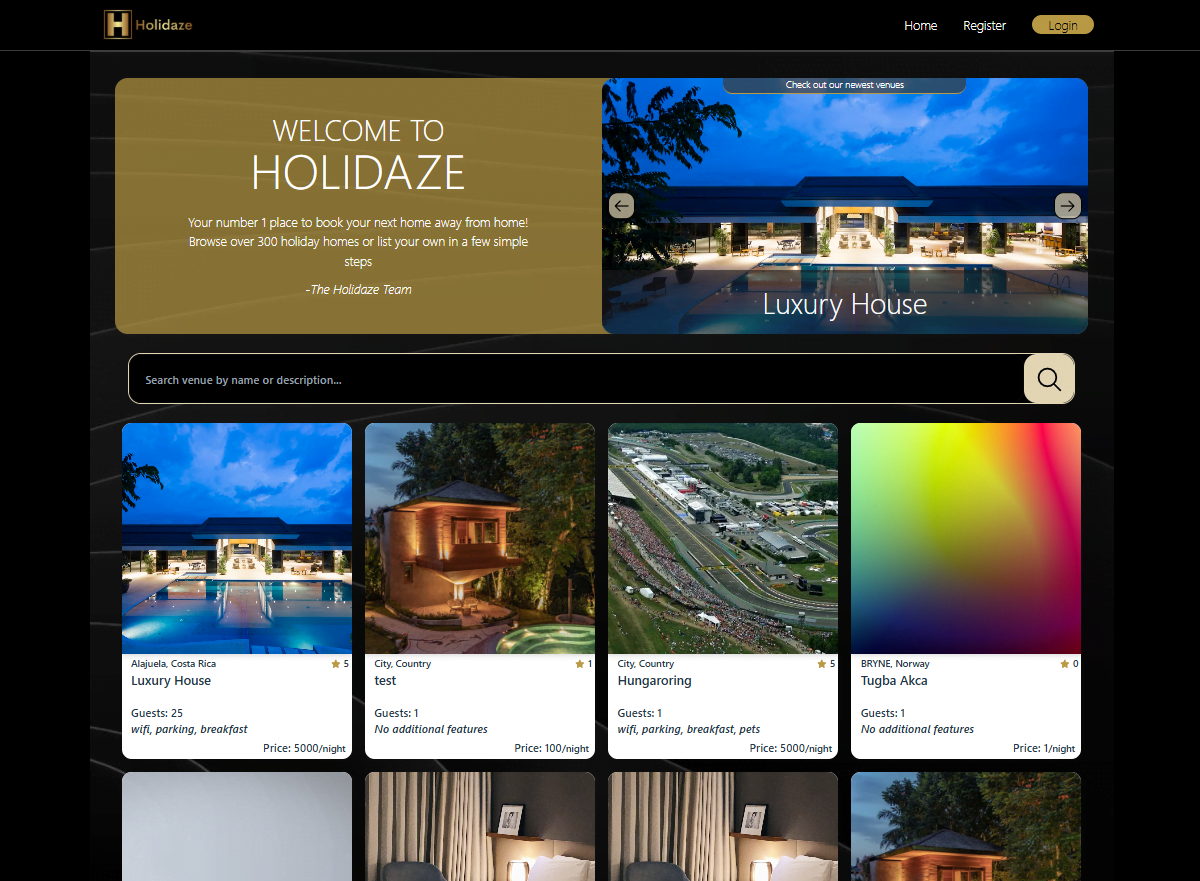 H Holidaze
Home
Register
Login
WELCOME TO
HOLIDAZE
Your number 1 place to book your next home away from home!
Browse over 300 holiday homes or list your own in a few simple
steps
-The Holidaze Team
Check out our newest venues
Luxury House
Search venue by name or description...
Alajuela, Costa Rica
5
Luxury House
Guests: 25
wifi, parking, breakfast
Price: 5000/night
City, Country
1
test
Guests: 1
No additional features
Price: 100/night
City, Country
5
Hungaroring
Guests: 1
wifi, parking, breakfast, pets
Price: 5000/night
BRYNE, Norway
0
Tugba Akca
Guests: 1
No additional features
Price: 1/night